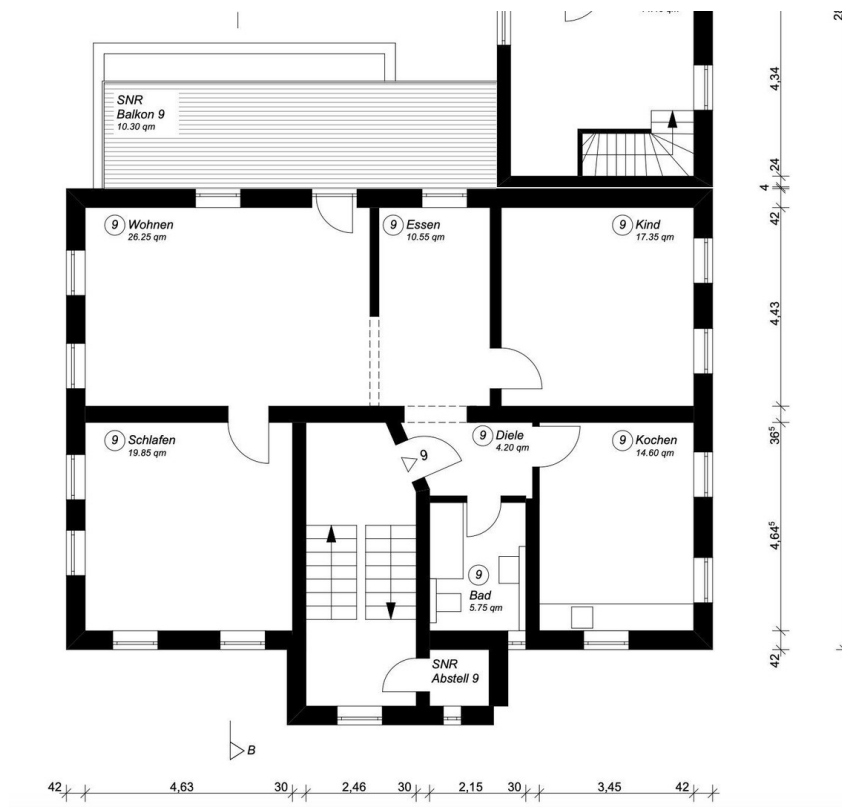 SNR
Balkon 9
10.30 qm
9 Wohnen
26.25 qm
9 Essen
10.55 qm
9 Kind
17.35 qm
9 Schlafen
19.85 qm
9
9 Diele
4.20 qm
9 Kochen
14.60 qm
9
Bad
5.75 qm
SNR
Abstell 9
B
4,34
24
4
42
4,43
36⁵
4,64⁵
42
42
4,63
30
2,46
30
2,15
30
3,45
42